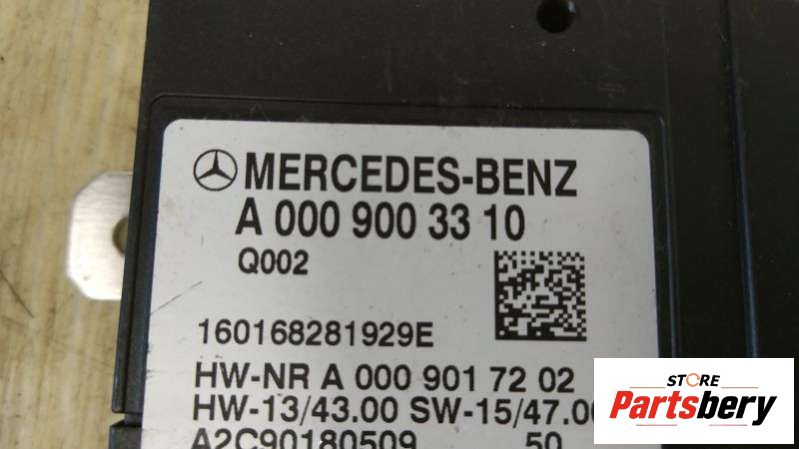 MERCEDES-BENZ
A 000 900 33 10
Q002
160168281929E
HW-NR A 000 901 72 02
HW-13/43.00 SW-15/47.00
A2C90180509 50
STORE
Partsbery